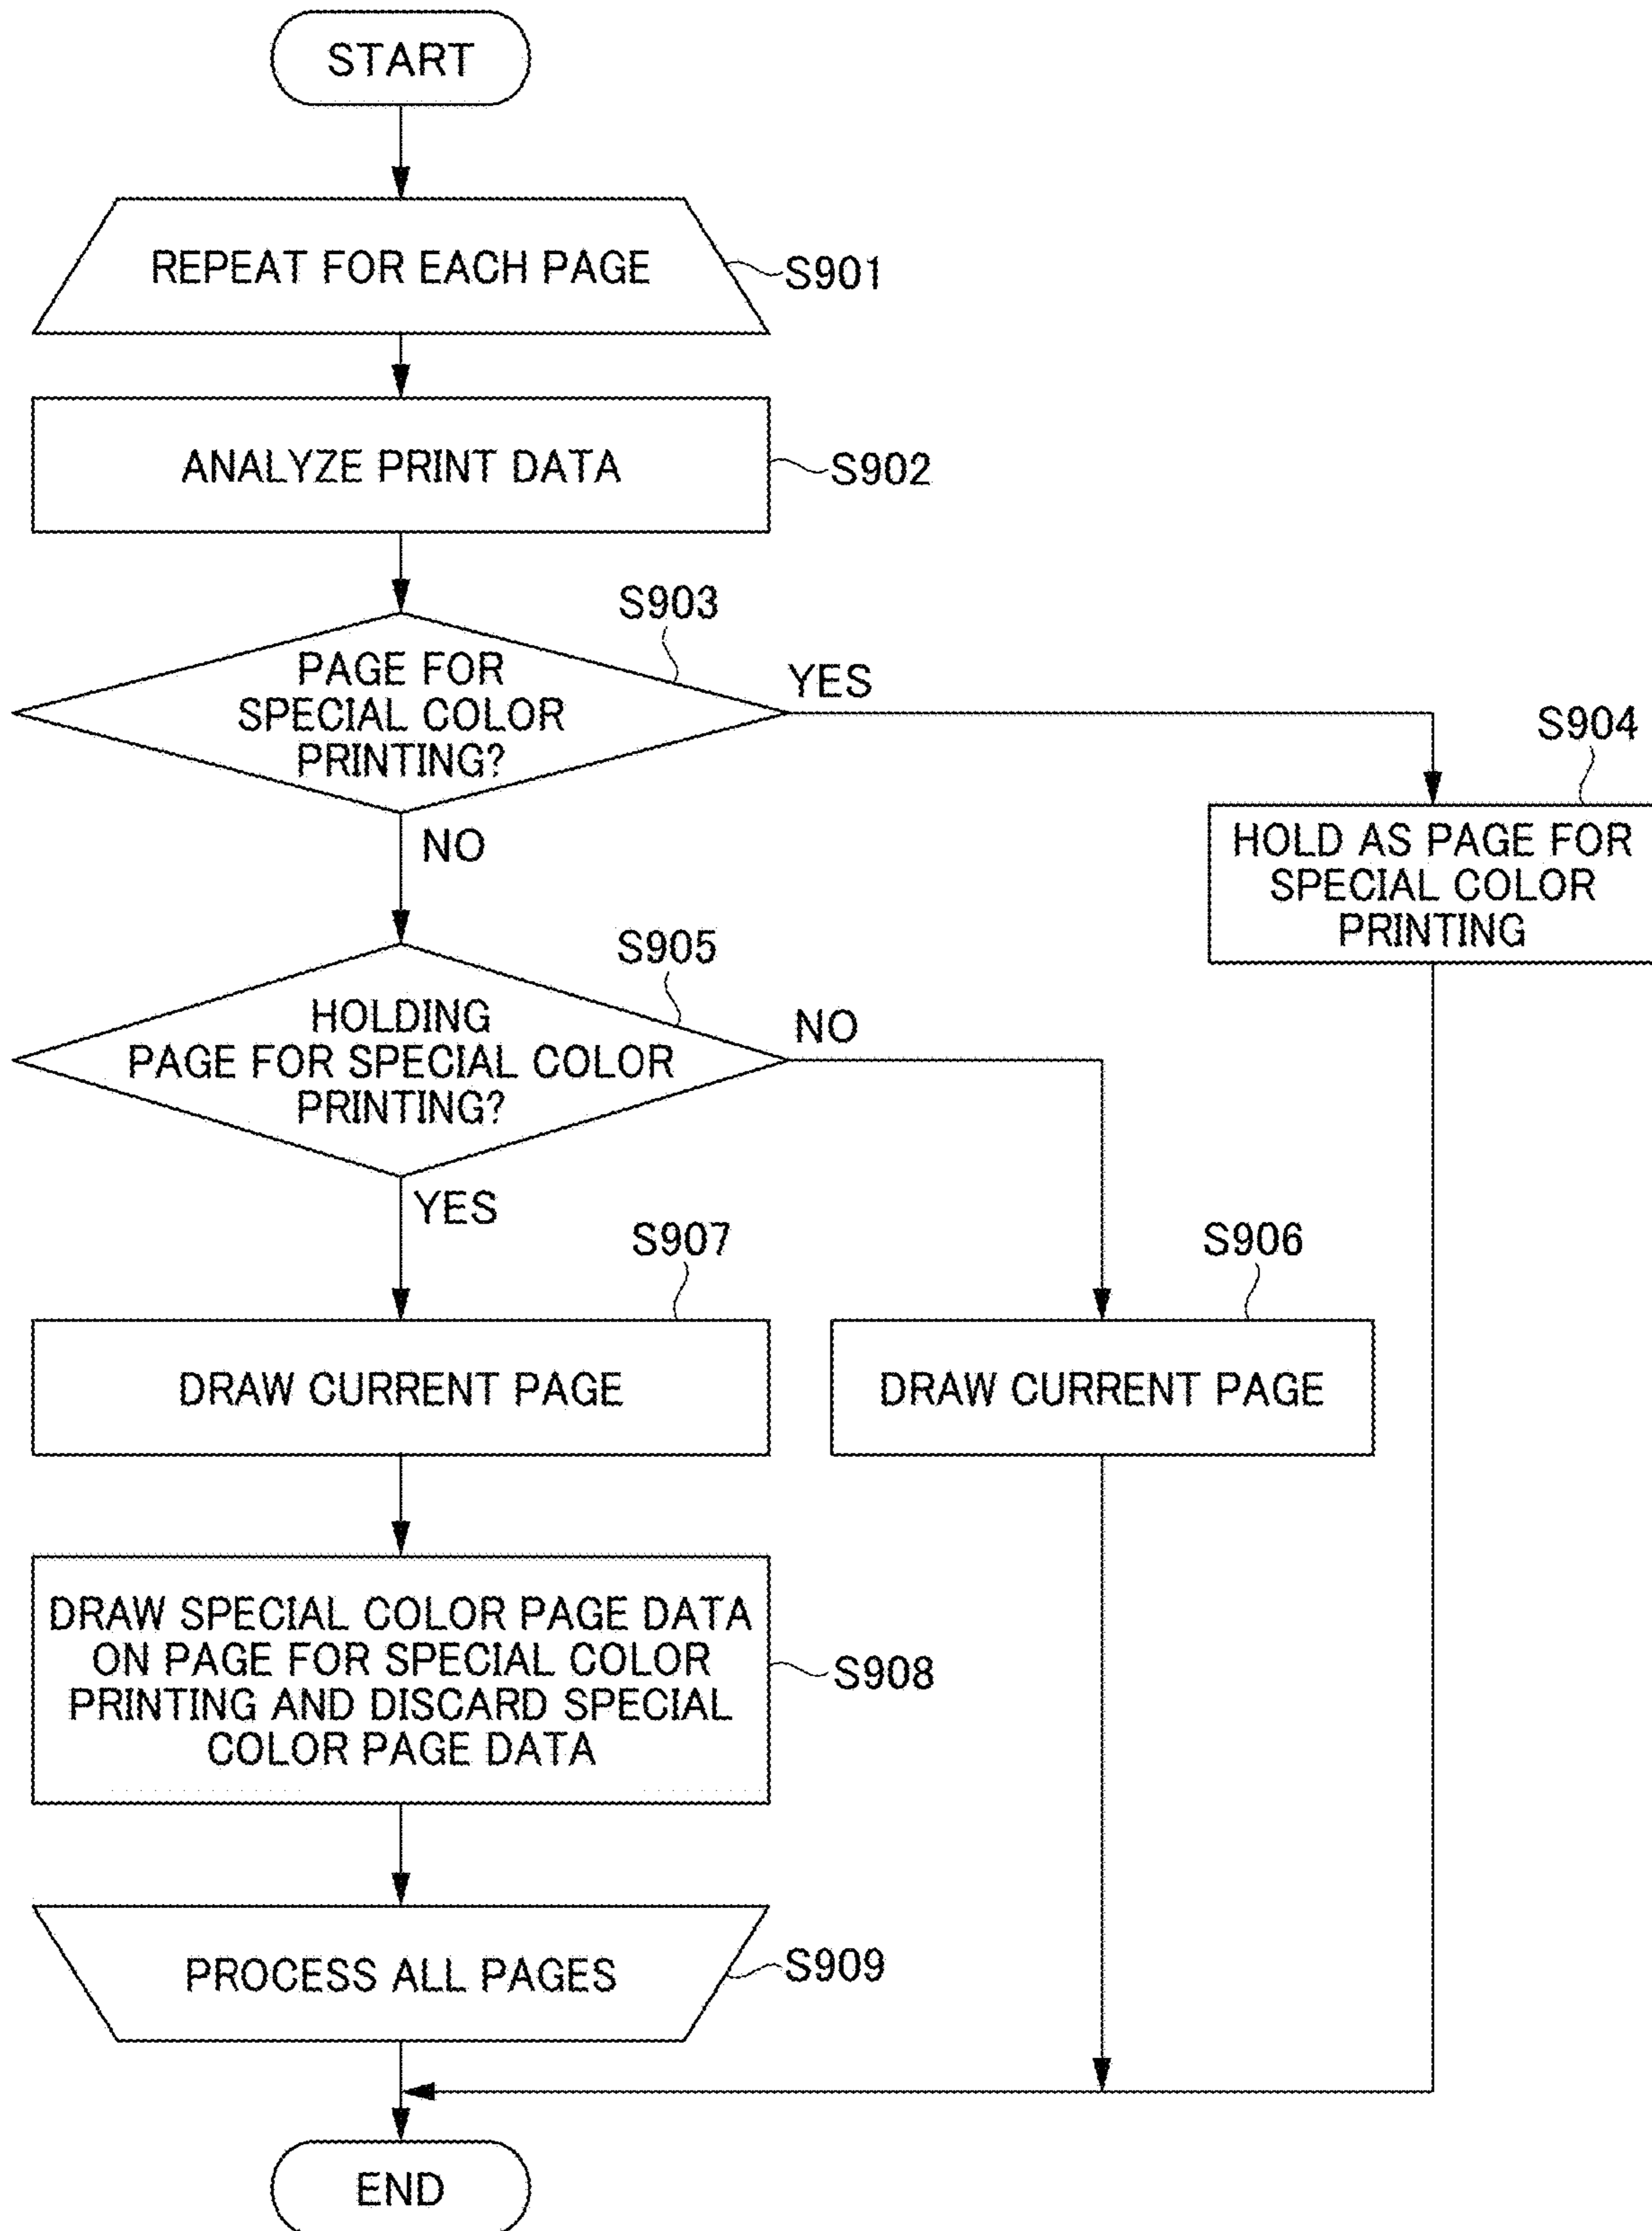 START
REPEAT FOR EACH PAGE
S901
ANALYZE PRINT DATA
S902
S903
PAGE FOR
SPECIAL COLOR
PRINTING?
YES
NO
S904
HOLD AS PAGE FOR
SPECIAL COLOR
PRINTING
S905
HOLDING
PAGE FOR SPECIAL COLOR
PRINTING?
NO
YES
S907
DRAW CURRENT PAGE
S906
DRAW CURRENT PAGE
DRAW SPECIAL COLOR PAGE DATA
ON PAGE FOR SPECIAL COLOR
PRINTING AND DISCARD SPECIAL
COLOR PAGE DATA
S908
PROCESS ALL PAGES
S909
END